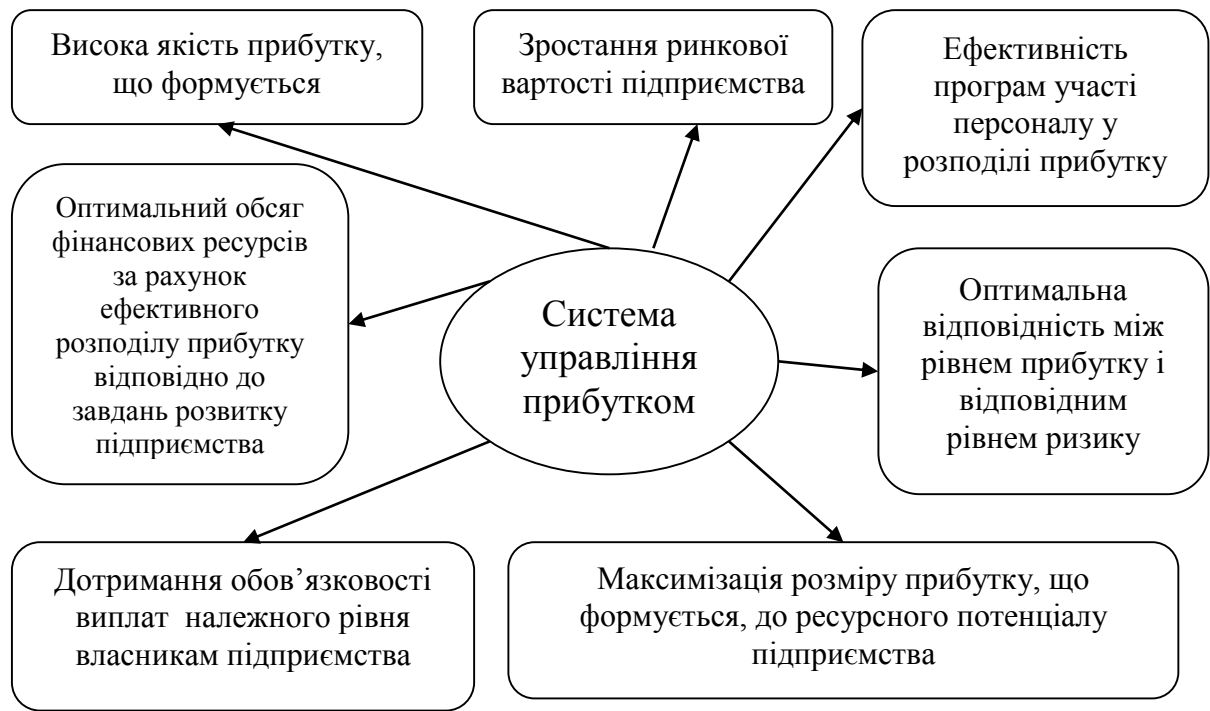 Висока якість прибутку,
що формується
Зростання ринкової
вартості підприємства
Ефективність
програм участі
персоналу у
розподілі прибутку
Оптимальний обсяг
фінансових ресурсів
за рахунок
ефективного
розподілу прибутку
відповідно до
завдань розвитку
підприємства
Система
управління
прибутком
Оптимальна
відповідність між
рівнем прибутку і
відповідним
рівнем ризику
Дотримання обов’язковості
виплат  належного рівня
власникам підприємства
Максимізація розміру прибутку, що
формується, до ресурсного потенціалу
підприємства